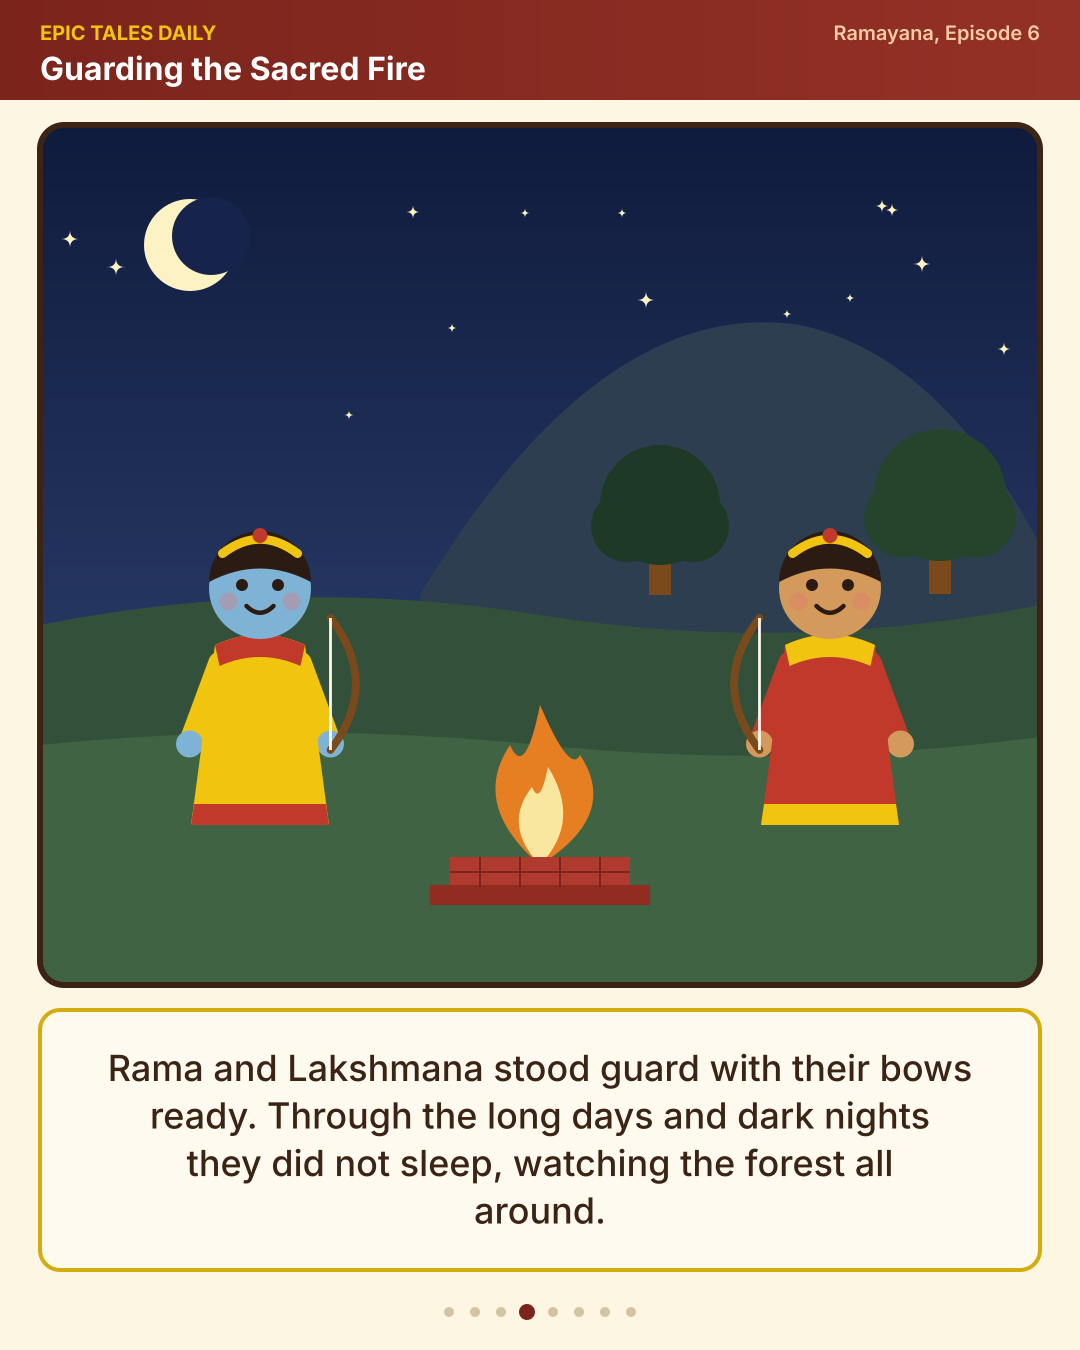 EPIC TALES DAILY
Ramayana, Episode 6
Guarding the Sacred Fire
Rama and Lakshmana stood guard with their bows
ready. Through the long days and dark nights
they did not sleep, watching the forest all
around.